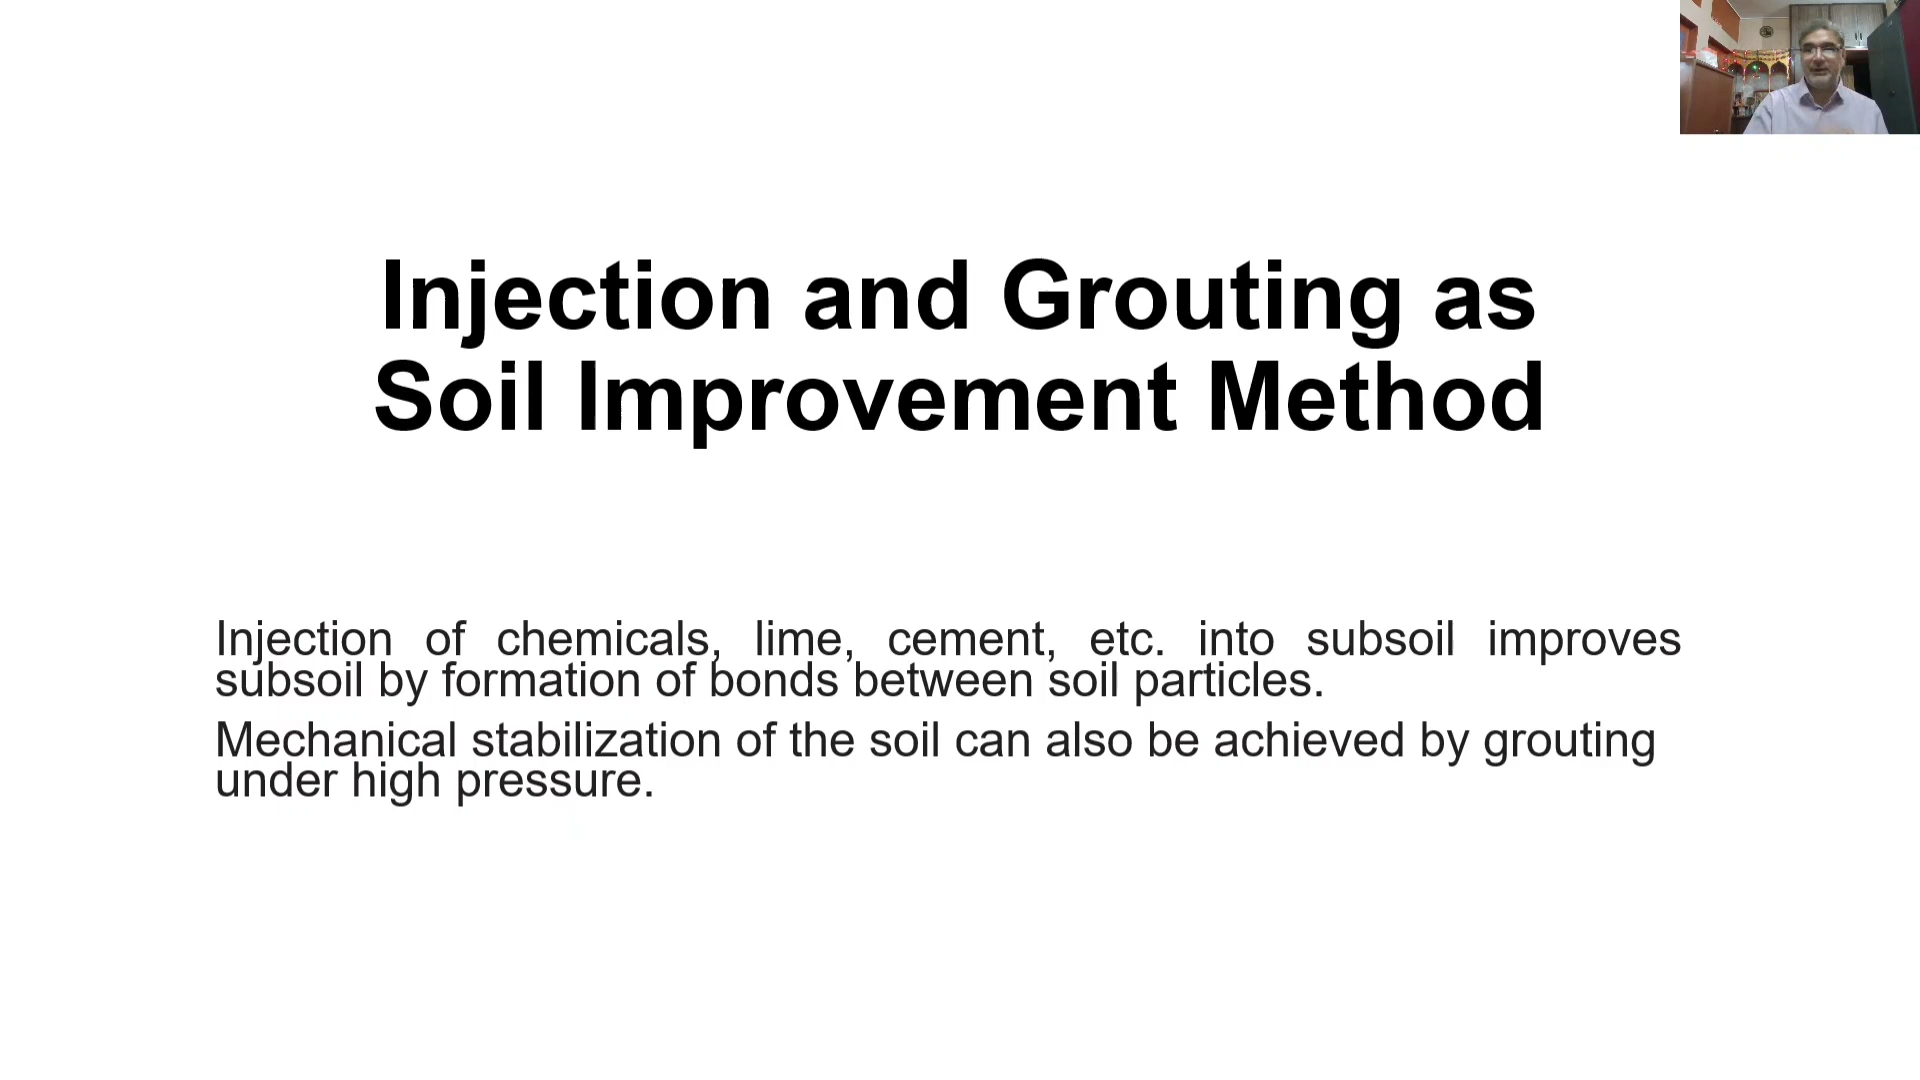 Injection and Grouting as
Soil Improvement Method
Injection of chemicals, lime, cement, etc. into subsoil improves
subsoil by formation of bonds between soil particles.
Mechanical stabilization of the soil can also be achieved by grouting
under high pressure.